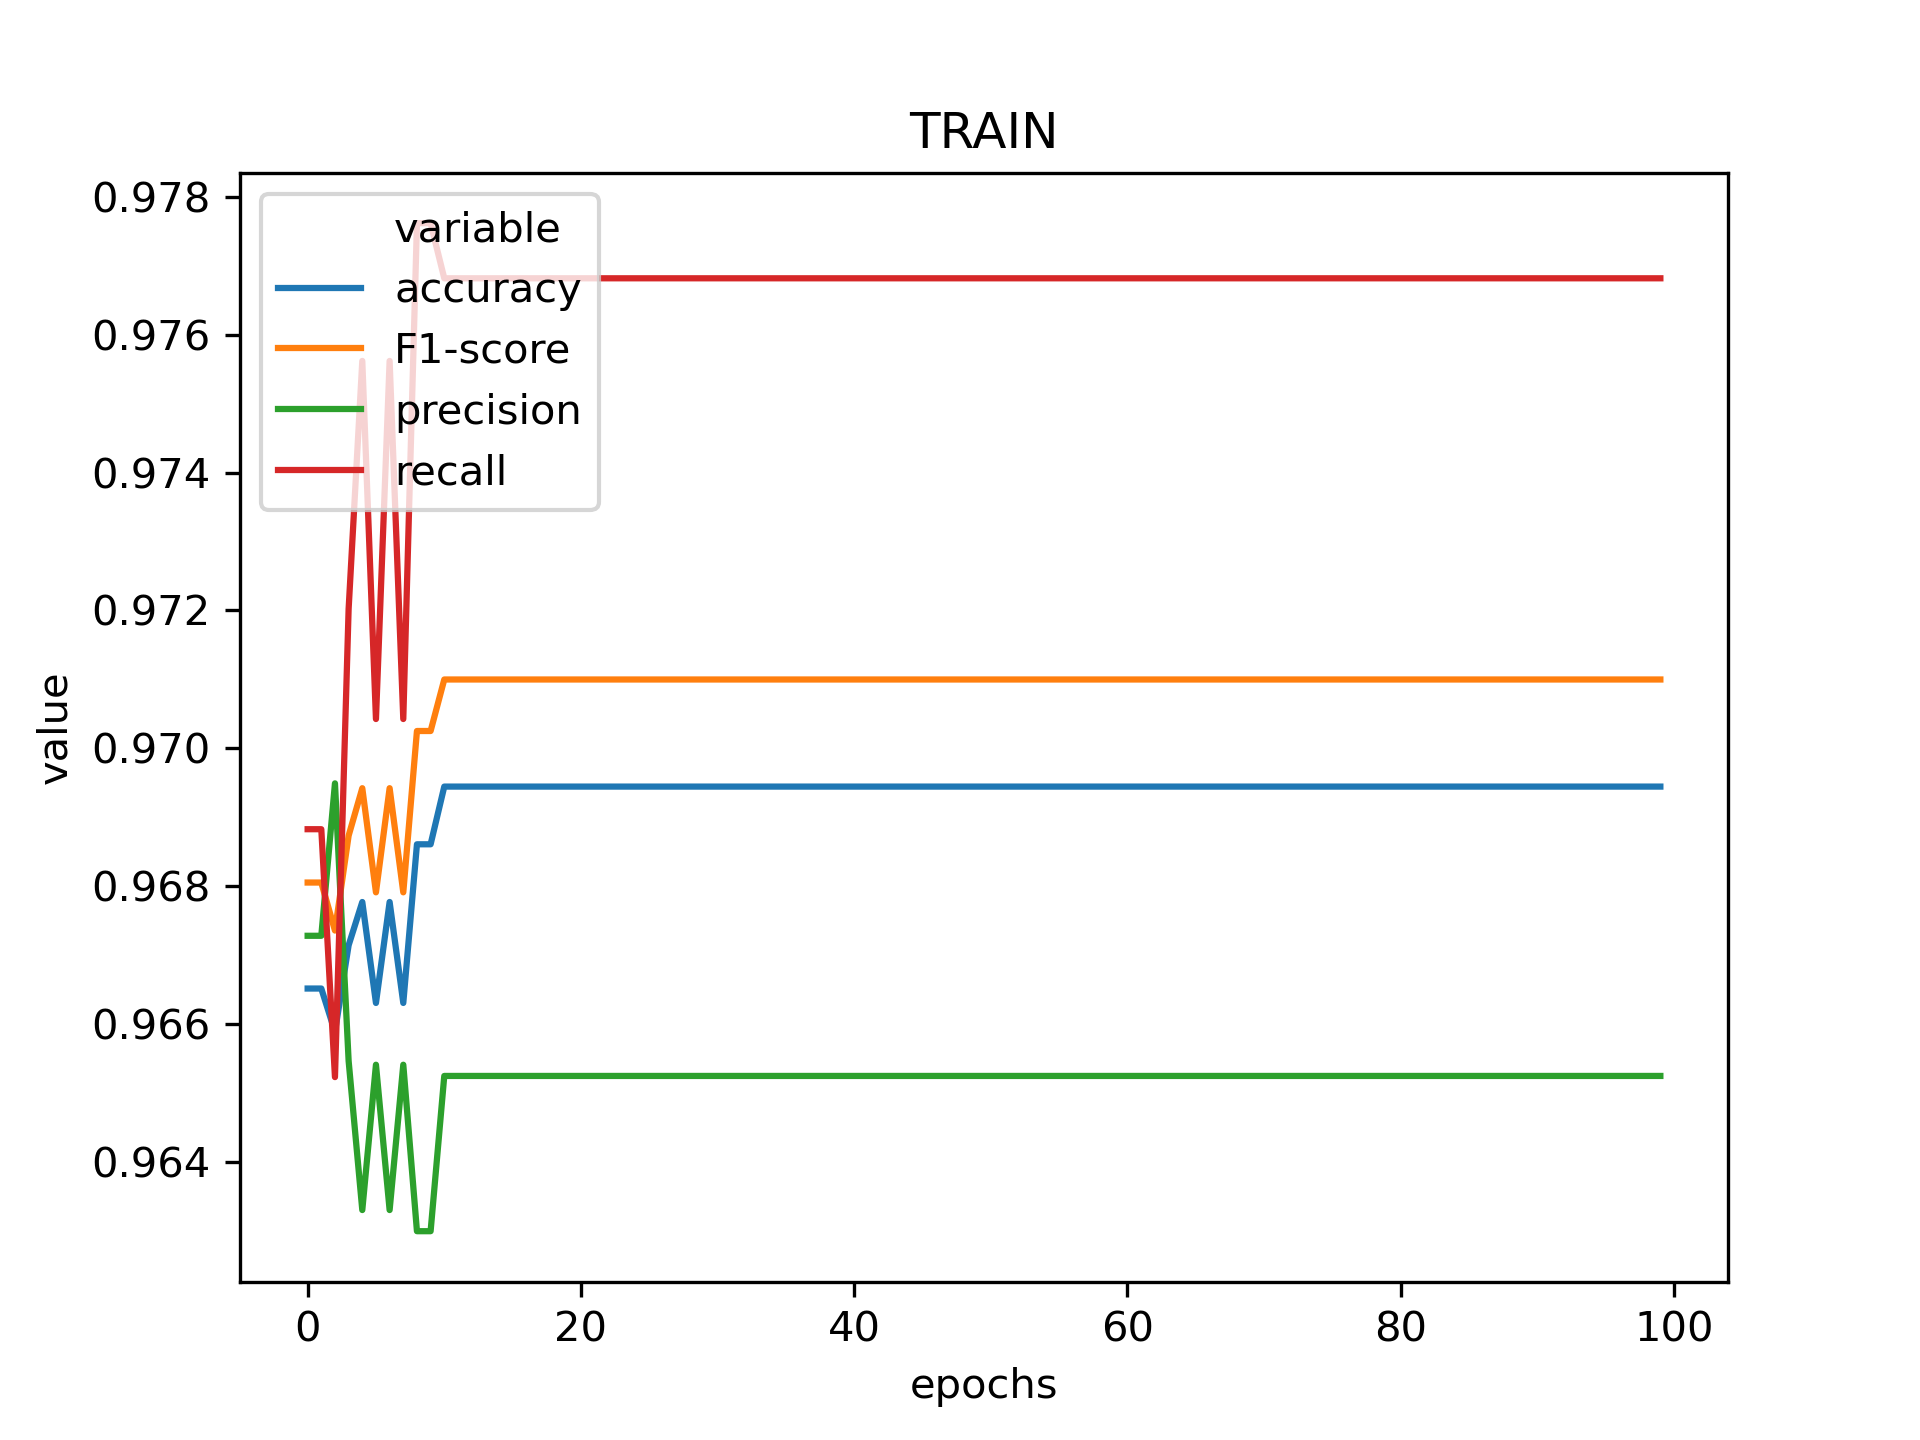 TRAIN
0.978
0.976
0.974
0.972
0.970
0.968
0.966
0.964
value
variable
accuracy
F1-score
precision
recall
0 20 40 60 80 100
epochs